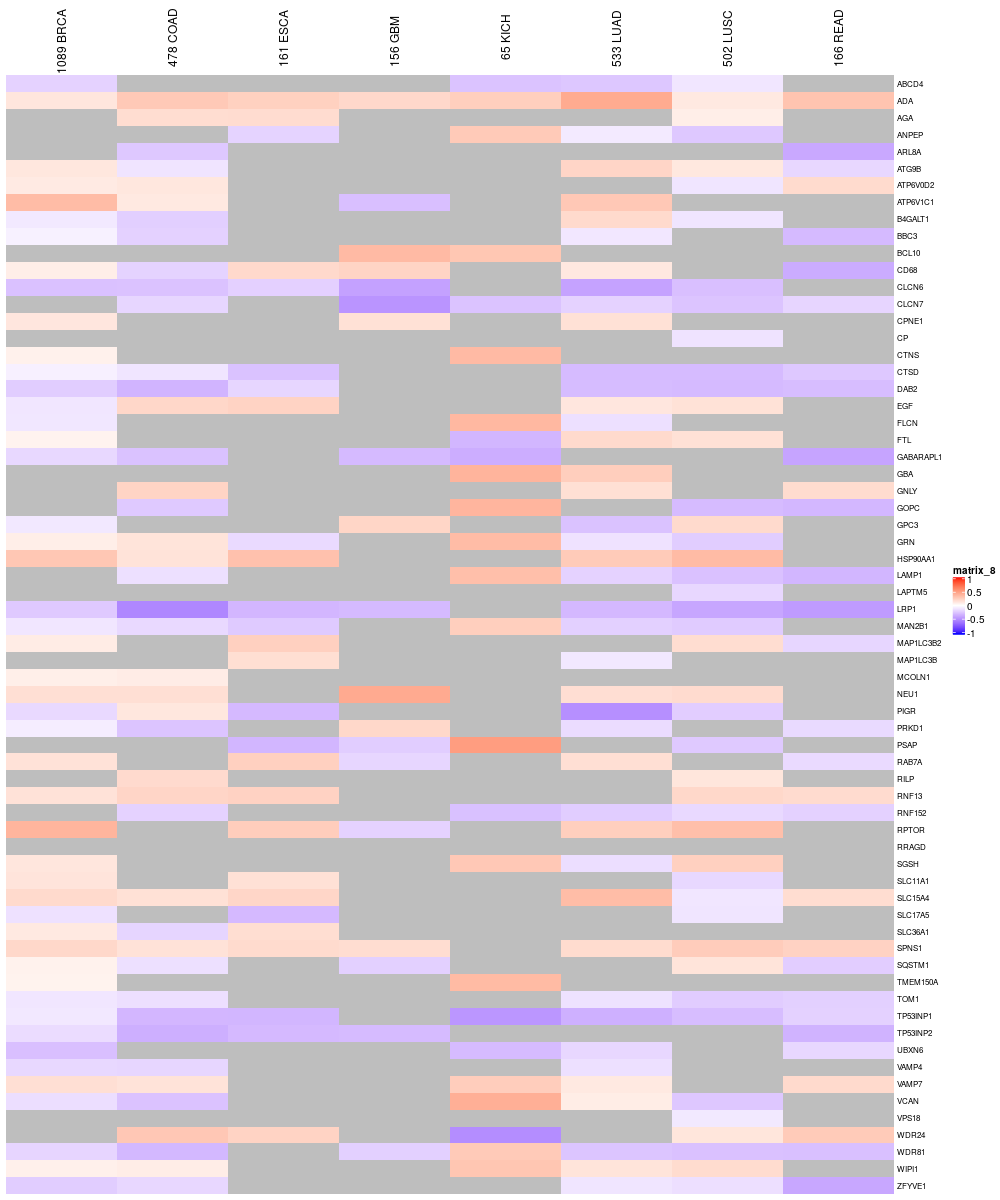 1089 BRCA
478 COAD
161 ESCA
156 GBM
65 KICH
533 LUAD
502 LUSC
166 READ
ABCD4
ADA
AGA
ANPEP
ARL8A
ATG9B
ATP6V0D2
ATP6V1C1
B4GALT1
BBC3
BCL10
CD68
CLCN6
CLCN7
CPNE1
CP
CTNS
CTSD
DAB2
EGF
FLCN
FTL
GABARAPL1
GBA
GNLY
GOPC
GPC3
GRN
HSP90AA1
LAMP1
LAPTM5
LRP1
MAN2B1
MAP1LC3B2
MAP1LC3B
MCOLN1
NEU1
PIGR
PRKD1
PSAP
RAB7A
RILP
RNF13
RNF152
RPTOR
RRAGD
SGSH
SLC11A1
SLC15A4
SLC17A5
SLC36A1
SPNS1
SQSTM1
TMEM150A
TOM1
TP53INP1
TP53INP2
UBXN6
VAMP4
VAMP7
VCAN
VPS18
WDR24
WDR81
WIPI1
ZFYVE1
matrix_8
1
0.5
0
-0.5
-1